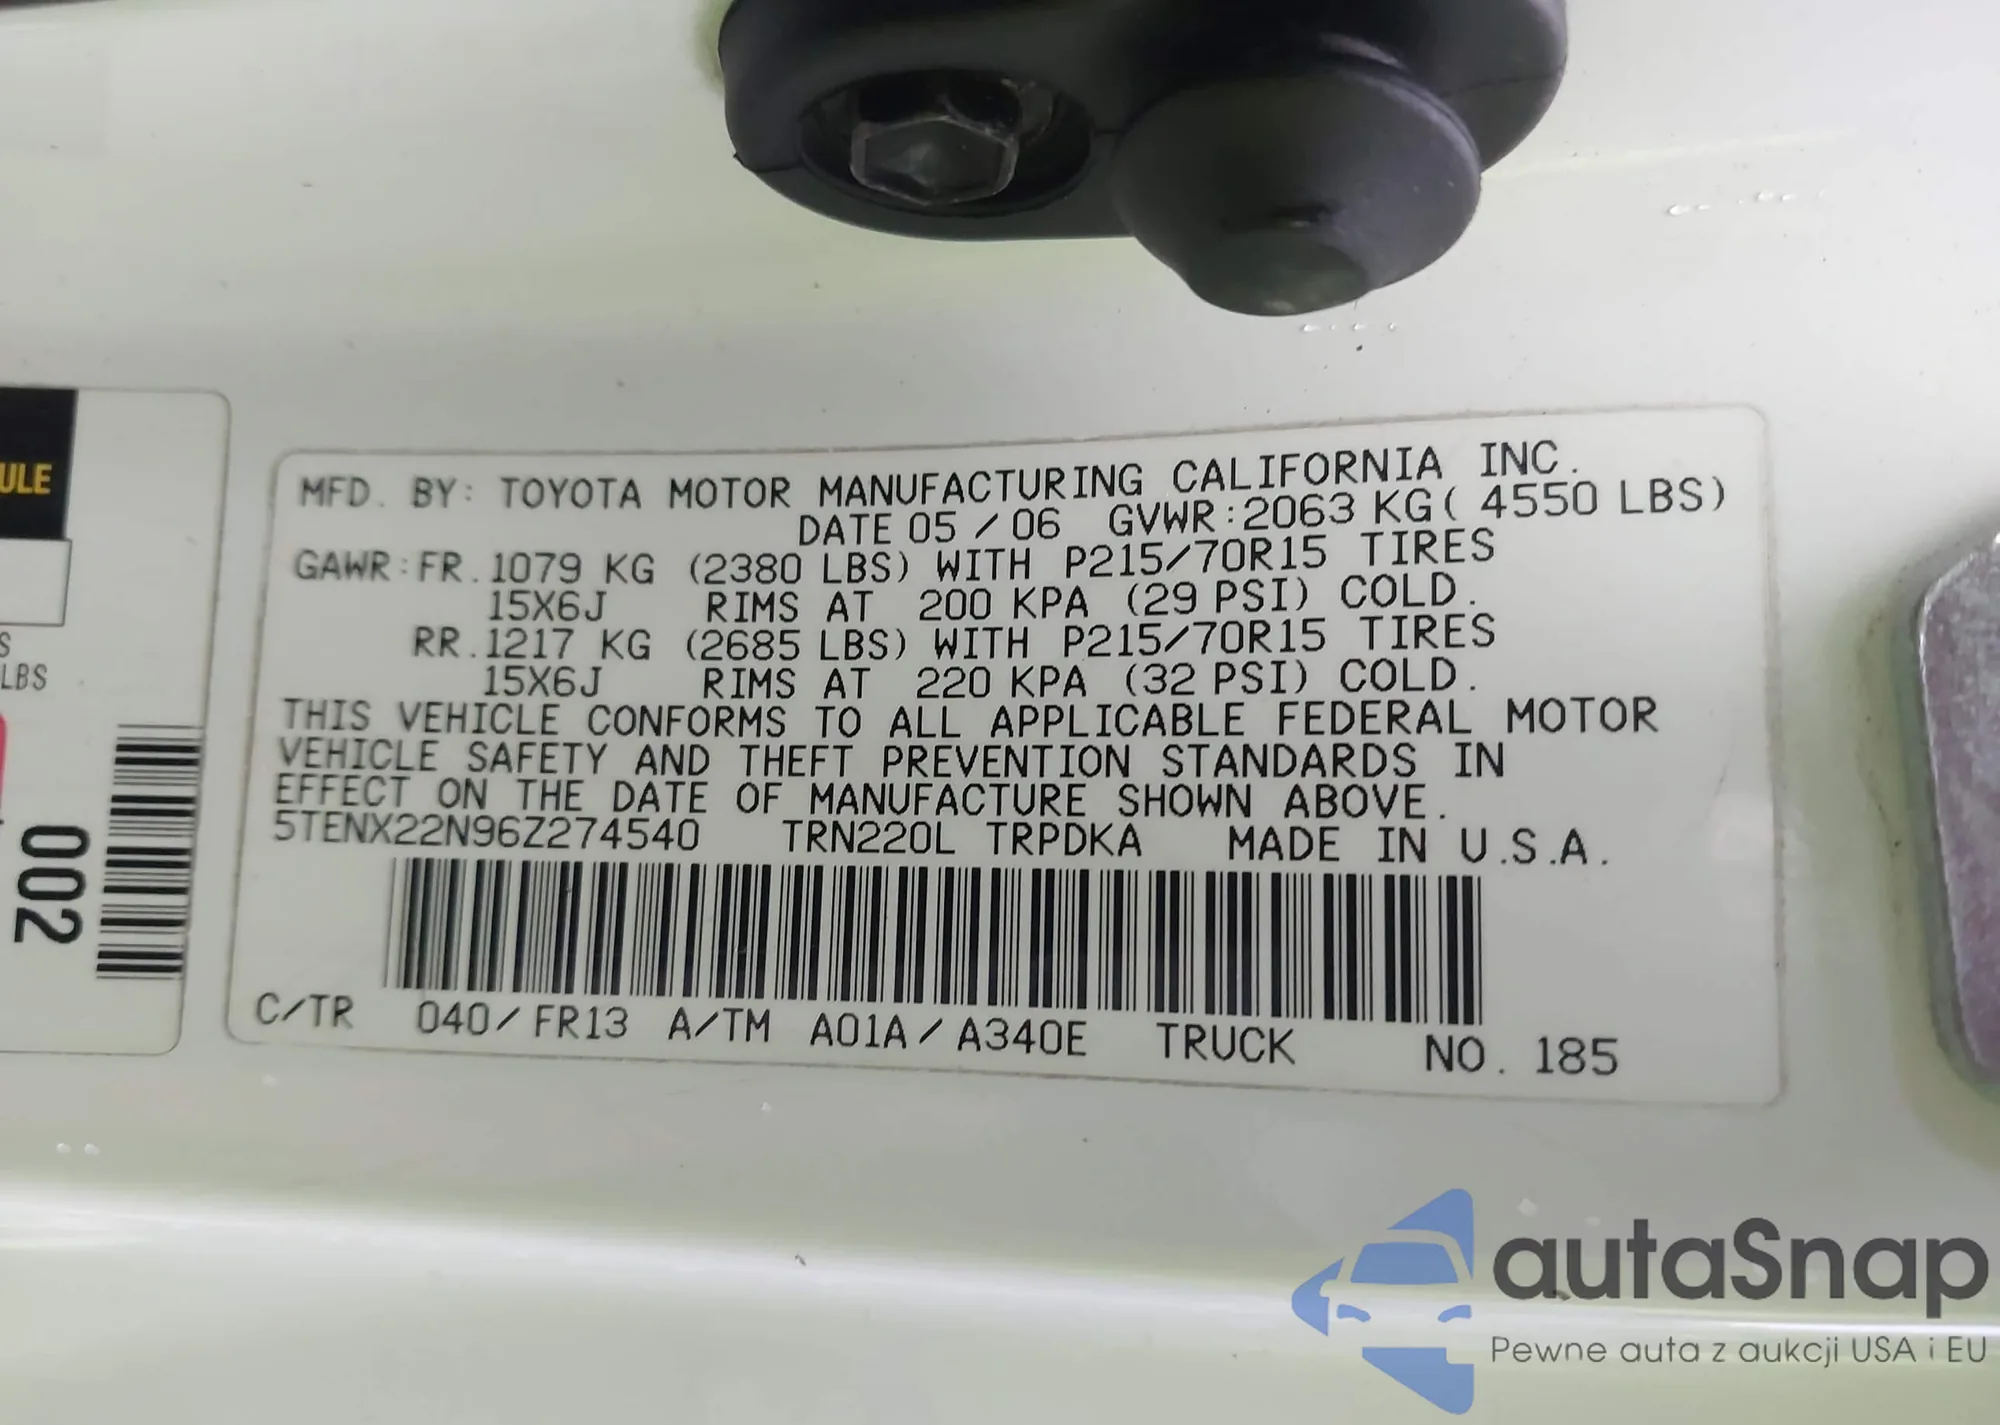 MFD. BY: TOYOTA MOTOR MANUFACTURING CALIFORNIA INC.
DATE 05 / 06 GVWR:2063 KG( 4550 LBS)
GAWR:FR.1079 KG (2380 LBS) WITH P215/70R15 TIRES
15X6J RIMS AT 200 KPA (29 PSI) COLD.
RR.1217 KG (2685 LBS) WITH P215/70R15 TIRES
15X6J RIMS AT 220 KPA (32 PSI) COLD.
THIS VEHICLE CONFORMS TO ALL APPLICABLE FEDERAL MOTOR
VEHICLE SAFETY AND THEFT PREVENTION STANDARDS IN
EFFECT ON THE DATE OF MANUFACTURE SHOWN ABOVE.
5TENX22N96Z274540 TRN220L TRPDKA MADE IN U.S.A.
C/TR 040/FR13 A/TM A01A/A340E TRUCK NO. 185
ULE
S
LBS
002
autaSnap
Pewne auta z aukcji USA i EU